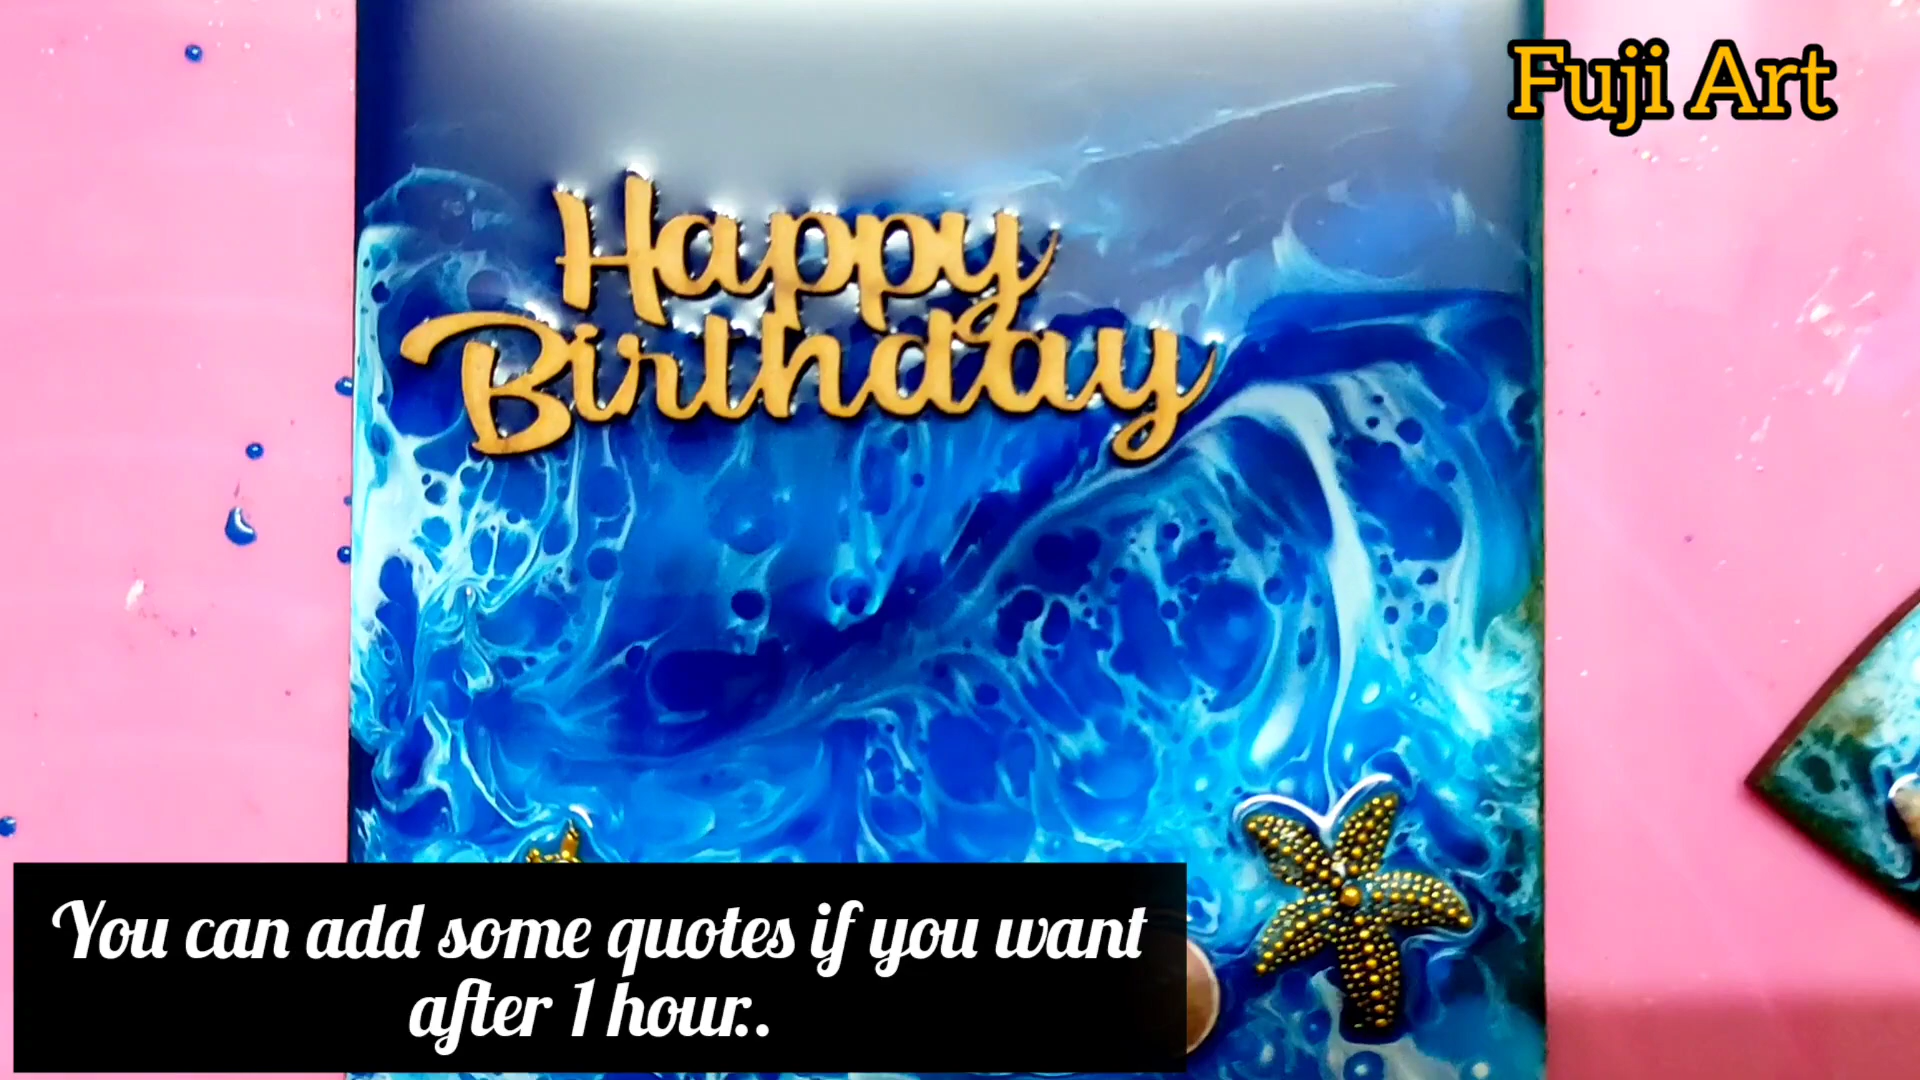 Fuji Art
Happy
Birthday
You can add some quotes if you want
after 1 hour..